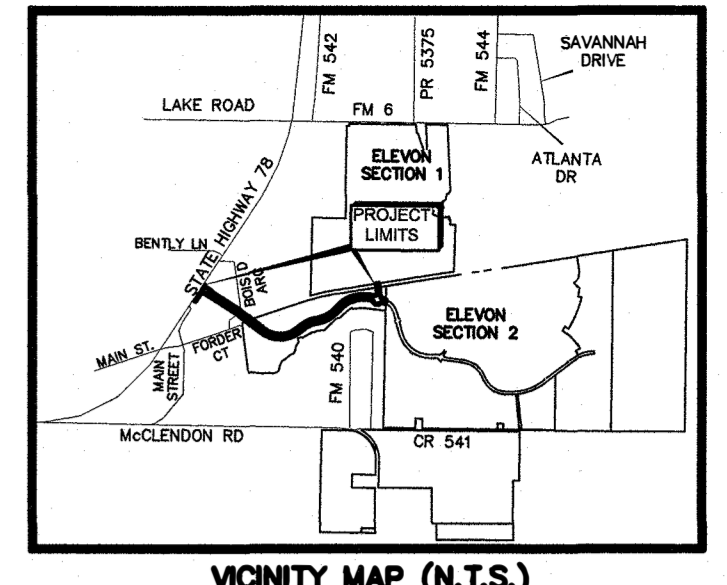 FM 542
PR 5375
FM 544
SAVANNAH
DRIVE
LAKE ROAD
FM 6
ATLANTA
DR
ELEVON
SECTION 1
STATE HIGHWAY 78
PROJECT
LIMITS
BENTLY LN
BOIS D
ARC
ELEVON
SECTION 2
MAIN ST.
FORDER
CT
MAIN
STREET
FM 540
McCLENDON RD
CR 541
VICINITY MAP (N.T.S.)